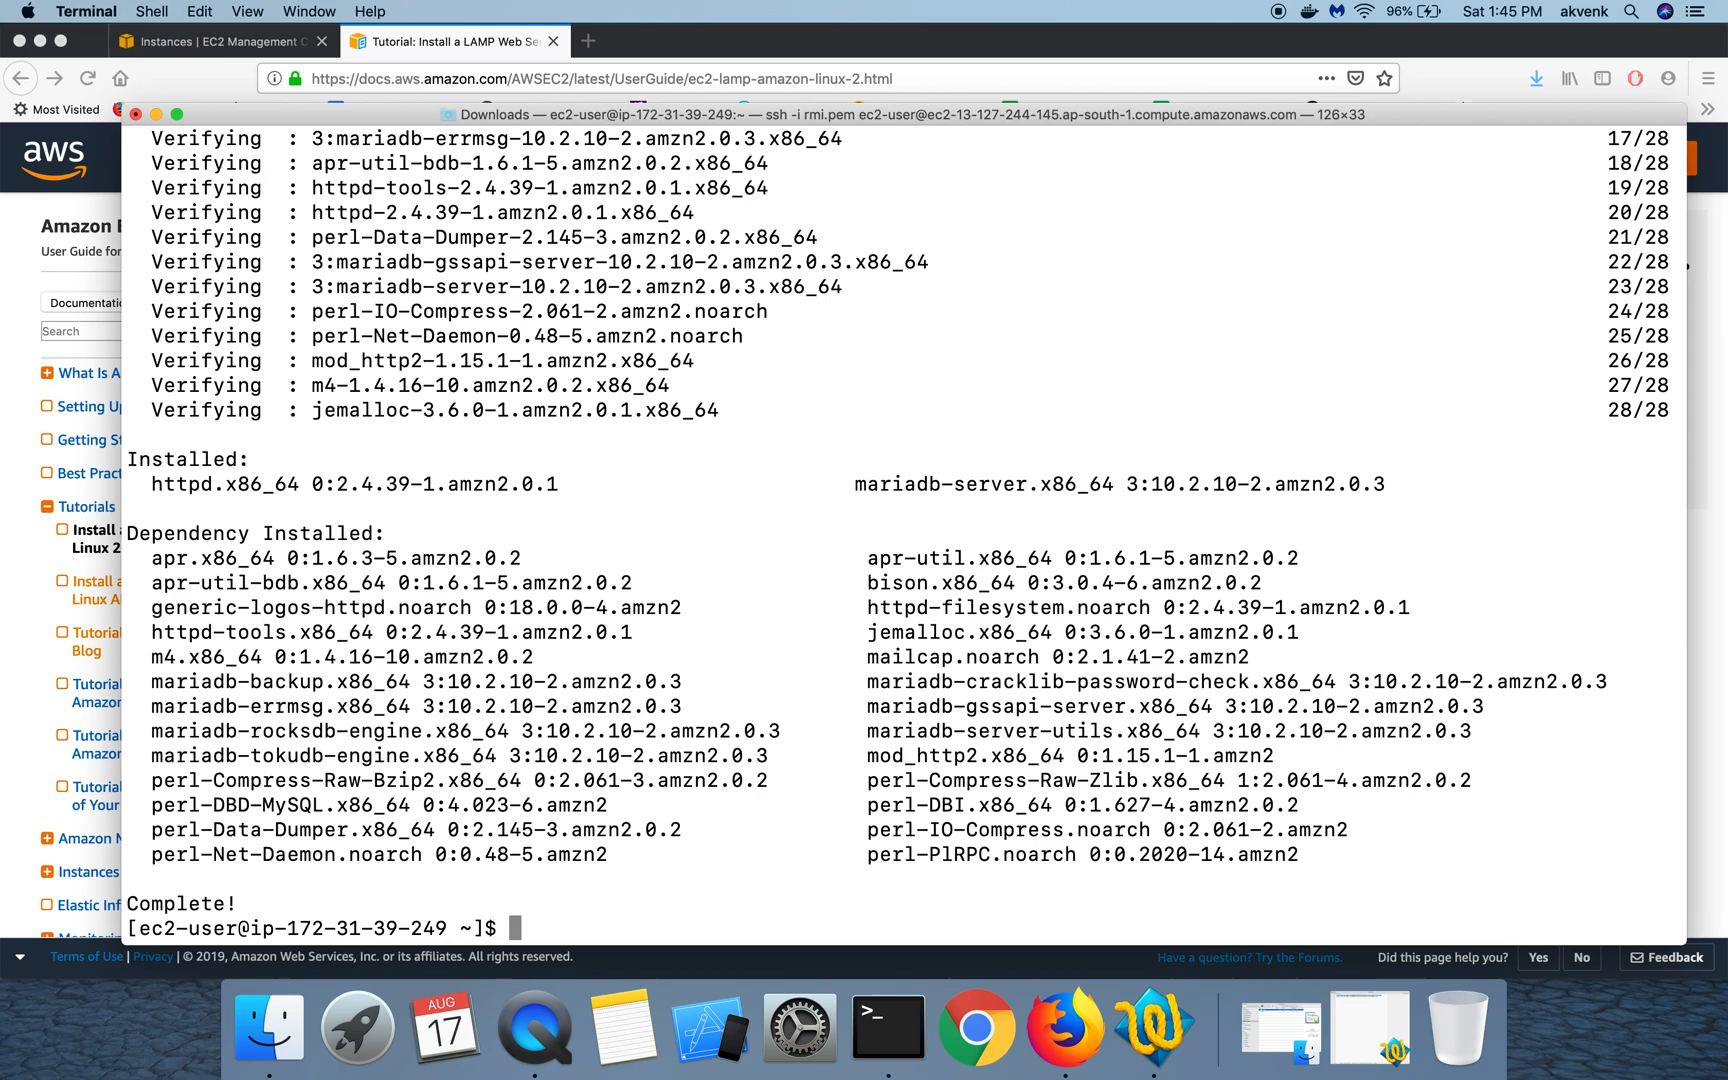 Terminal Shell Edit View Window Help 96% Sat 1:45 PM akvenk
Instances | EC2 Management C Tutorial: Install a LAMP Web Se
https://docs.aws.amazon.com/AWSEC2/latest/UserGuide/ec2-lamp-amazon-linux-2.html
Most Visited
Downloads — ec2-user@ip-172-31-39-249:~ — ssh -i rmi.pem ec2-user@ec2-13-127-244-145.ap-south-1.compute.amazonaws.com — 126×33
aws
Amazon E
User Guide for
Documentatio
Search
What Is A
Setting Up
Getting St
Best Pract
Tutorials
Install a
Linux 2
Install a
Linux A
Tutorial
Blog
Tutorial
Amazon
Tutorial
Amazon
Tutorial
of Your
Amazon M
Instances
Elastic Inf
Verifying : 3:mariadb-errmsg-10.2.10-2.amzn2.0.3.x86_64 17/28
Verifying : apr-util-bdb-1.6.1-5.amzn2.0.2.x86_64 18/28
Verifying : httpd-tools-2.4.39-1.amzn2.0.1.x86_64 19/28
Verifying : httpd-2.4.39-1.amzn2.0.1.x86_64 20/28
Verifying : perl-Data-Dumper-2.145-3.amzn2.0.2.x86_64 21/28
Verifying : 3:mariadb-gssapi-server-10.2.10-2.amzn2.0.3.x86_64 22/28
Verifying : 3:mariadb-server-10.2.10-2.amzn2.0.3.x86_64 23/28
Verifying : perl-IO-Compress-2.061-2.amzn2.noarch 24/28
Verifying : perl-Net-Daemon-0.48-5.amzn2.noarch 25/28
Verifying : mod_http2-1.15.1-1.amzn2.x86_64 26/28
Verifying : m4-1.4.16-10.amzn2.0.2.x86_64 27/28
Verifying : jemalloc-3.6.0-1.amzn2.0.1.x86_64 28/28
Installed:
httpd.x86_64 0:2.4.39-1.amzn2.0.1 mariadb-server.x86_64 3:10.2.10-2.amzn2.0.3
Dependency Installed:
apr.x86_64 0:1.6.3-5.amzn2.0.2 apr-util.x86_64 0:1.6.1-5.amzn2.0.2
apr-util-bdb.x86_64 0:1.6.1-5.amzn2.0.2 bison.x86_64 0:3.0.4-6.amzn2.0.2
generic-logos-httpd.noarch 0:18.0.0-4.amzn2 httpd-filesystem.noarch 0:2.4.39-1.amzn2.0.1
httpd-tools.x86_64 0:2.4.39-1.amzn2.0.1 jemalloc.x86_64 0:3.6.0-1.amzn2.0.1
m4.x86_64 0:1.4.16-10.amzn2.0.2 mailcap.noarch 0:2.1.41-2.amzn2
mariadb-backup.x86_64 3:10.2.10-2.amzn2.0.3 mariadb-cracklib-password-check.x86_64 3:10.2.10-2.amzn2.0.3
mariadb-errmsg.x86_64 3:10.2.10-2.amzn2.0.3 mariadb-gssapi-server.x86_64 3:10.2.10-2.amzn2.0.3
mariadb-rocksdb-engine.x86_64 3:10.2.10-2.amzn2.0.3 mariadb-server-utils.x86_64 3:10.2.10-2.amzn2.0.3
mariadb-tokudb-engine.x86_64 3:10.2.10-2.amzn2.0.3 mod_http2.x86_64 0:1.15.1-1.amzn2
perl-Compress-Raw-Bzip2.x86_64 0:2.061-3.amzn2.0.2 perl-Compress-Raw-Zlib.x86_64 1:2.061-4.amzn2.0.2
perl-DBD-MySQL.x86_64 0:4.023-6.amzn2 perl-DBI.x86_64 0:1.627-4.amzn2.0.2
perl-Data-Dumper.x86_64 0:2.145-3.amzn2.0.2 perl-IO-Compress.noarch 0:2.061-2.amzn2
perl-Net-Daemon.noarch 0:0.48-5.amzn2 perl-PlRPC.noarch 0:0.2020-14.amzn2
Complete!
[ec2-user@ip-172-31-39-249 ~]$
Terms of Use | Privacy | © 2019, Amazon Web Services, Inc. or its affiliates. All rights reserved. Have a question? Try the Forums. Did this page help you? Yes No Feedback
AUG
17
>_